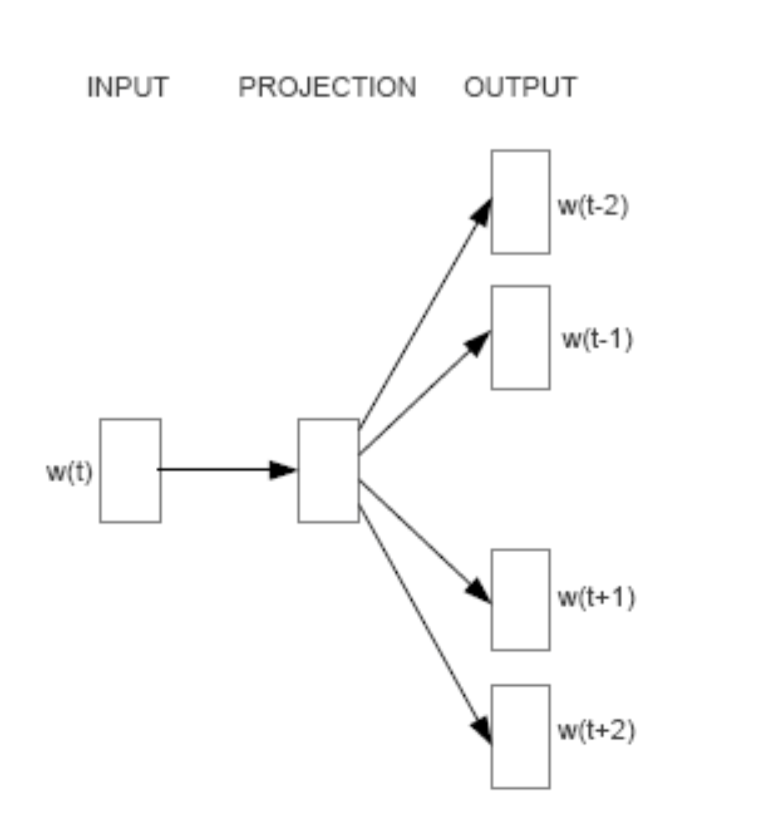 INPUT PROJECTION OUTPUT
w(t-2)
w(t-1)
w(t)
w(t+1)
w(t+2)